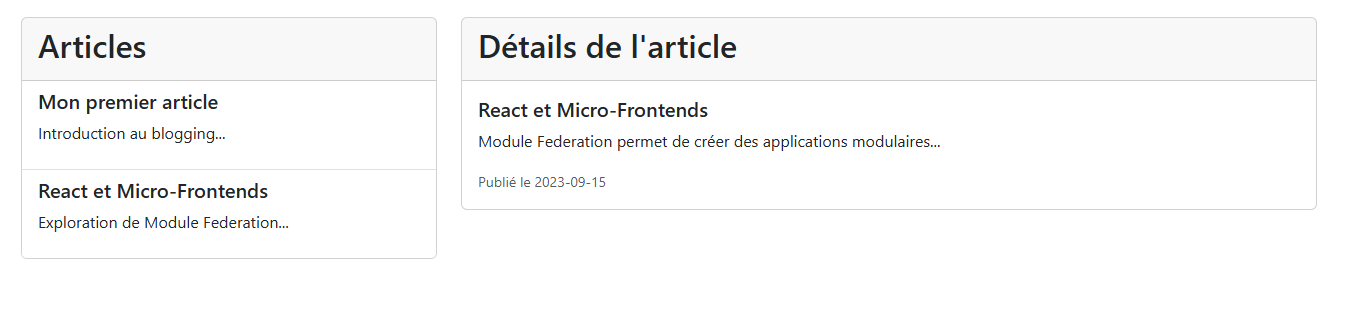 Articles
Mon premier article
Introduction au blogging...
React et Micro-Frontends
Exploration de Module Federation...
Détails de l'article
React et Micro-Frontends
Module Federation permet de créer des applications modulaires...
Publié le 2023-09-15